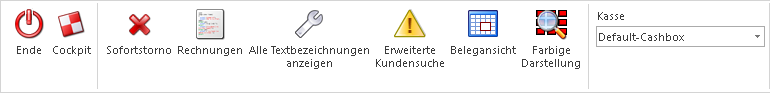 Ende
Cockpit
Sofortstorno
Rechnungen
Alle Textbezeichnungen
anzeigen
Erweiterte
Kundensuche
Belegansicht
Farbige
Darstellung
Kasse
Default-Cashbox